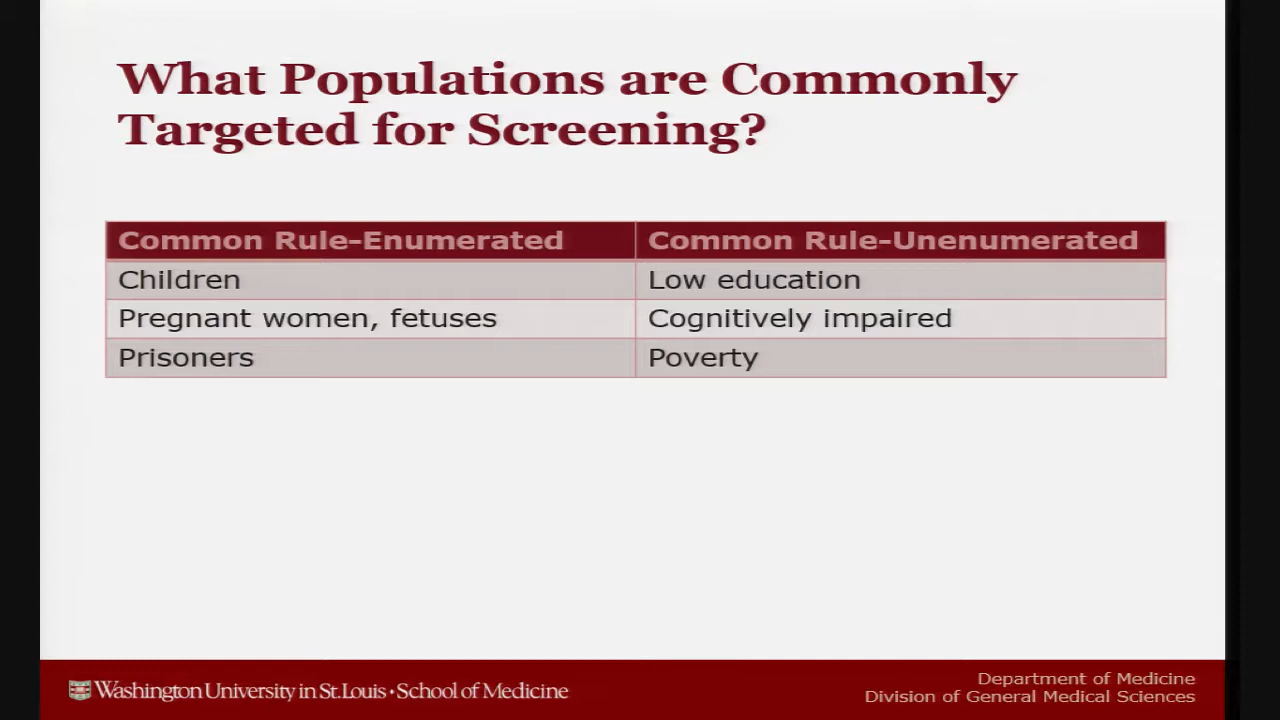 What Populations are Commonly
Targeted for Screening?
Common Rule-Enumerated
Common Rule-Unenumerated
Children
Low education
Pregnant women, fetuses
Cognitively impaired
Prisoners
Poverty
Washington University in St. Louis • School of Medicine
Department of Medicine
Division of General Medical Sciences